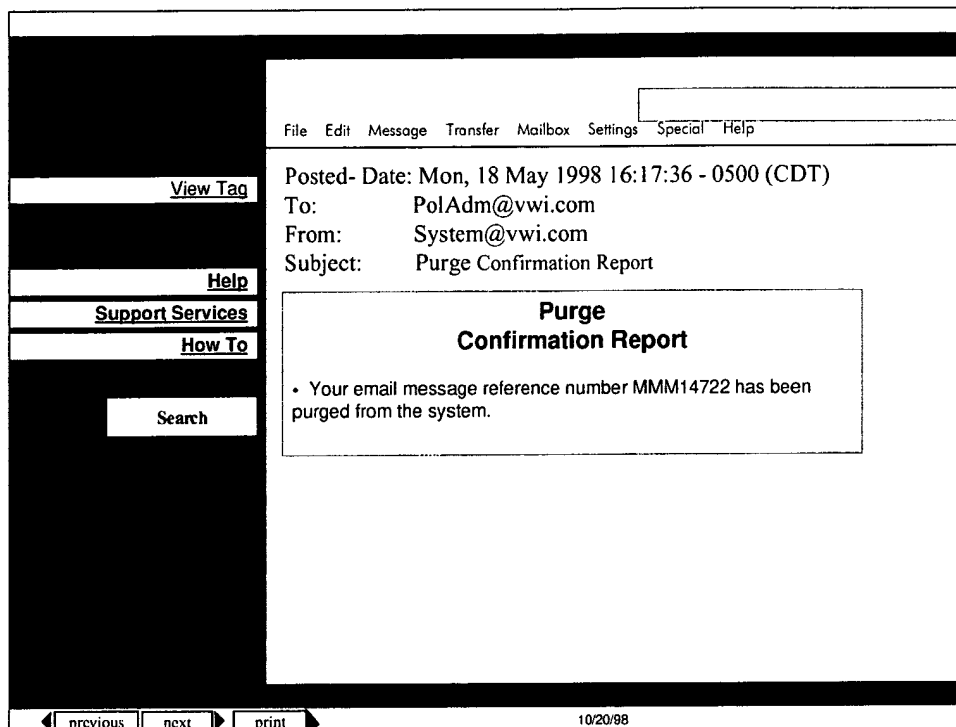 File Edit Message Transfer Mailbox Settings Special Help
View Tag
Help
Support Services
How To
Search
Posted- Date: Mon, 18 May 1998 16:17:36 - 0500 (CDT)
To: PolAdm@vwi.com
From: System@vwi.com
Subject: Purge Confirmation Report
Purge
Confirmation Report
• Your email message reference number MMM14722 has been
purged from the system.
previous next print 10/20/98